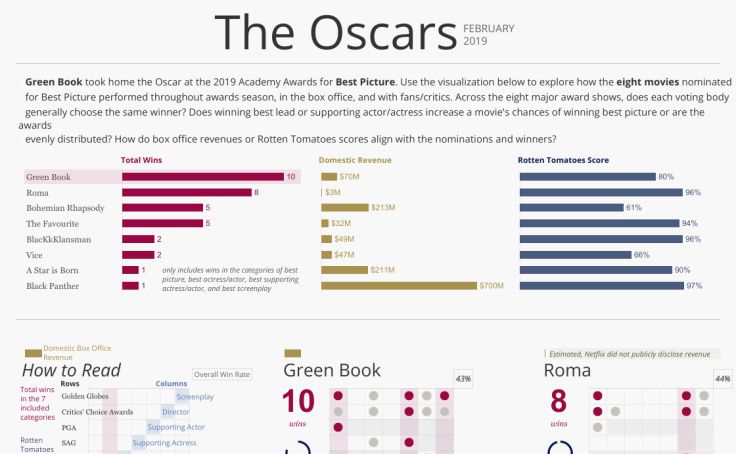 The Oscars
FEBRUARY
2019
Green Book took home the Oscar at the 2019 Academy Awards for Best Picture. Use the visualization below to explore how the eight movies nominated
for Best Picture performed throughout awards season, in the box office, and with fans/critics. Across the eight major award shows, does each voting body
generally choose the same winner? Does winning best lead or supporting actor/actress increase a movie's chances of winning best picture or are the
awards
evenly distributed? How do box office revenues or Rotten Tomatoes scores align with the nominations and winners?
Total Wins
Domestic Revenue
Rotten Tomatoes Score
Green Book 10 $70M 80%
Roma 8 $3M 96%
Bohemian Rhapsody 5 $213M 61%
The Favourite 5 $32M 94%
BlacKkKlansman 2 $49M 96%
Vice 2 $47M 66%
A Star is Born 1 $211M 90%
Black Panther 1 $700M 97%
only includes wins in the categories of best
picture, best actress/actor, best supporting
actress/actor, and best screenplay
Domestic Box Office
Revenue
How to Read
Overall Win Rate
Rows
Columns
Total wins
in the 7
included
categories
Rotten
Tomatoes
Golden Globes
Critics' Choice Awards
PGA
SAG
Screenplay
Director
Supporting Actor
Supporting Actress
Green Book
43%
10
wins
Estimated, Netflix did not publicly disclose revenue
Roma
44%
8
wins